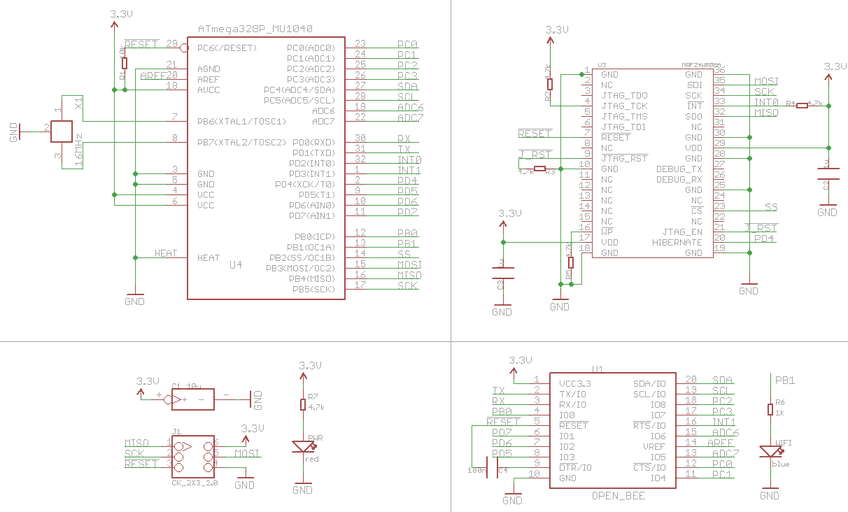 3.3V
ATmega328P_MU1040
RESET 29 PC6(/RESET) PC0(ADC0) 23 PC0
PC1(ADC1) 24 PC1
21 AGND PC2(ADC2) 25 PC2
AREF20 AREF PC3(ADC3) 26 PC3
18 AVCC PC4(ADC4/SDA) 27 SDA
PC5(ADC5/SCL) 28 SCL
ADC6 19 ADC6
7 PB6(XTAL1/TOSC1) ADC7 22 ADC7
8 PB7(XTAL2/TOSC2) PD0(RXD) 30 RX
PD1(TXD) 31 TX
PD2(INT0) 32 INT0
3 GND PD3(INT1) 1 INT1
5 GND PD4(XCK/T0) 2 PD4
4 VCC PD5(T1) 9 PD5
6 VCC PD6(AIN0) 10 PD6
PD7(AIN1) 11 PD7
PB0(ICP) 12 PB0
PB1(OC1A) 13 PB1
HEAT HEAT PB2(SS/OC1B) 14 SS
PB3(MOSI/OC2) 15 MOSI
PB4(MISO) 16 MISO
PB5(SCK) 17 SCK
U4
R1
X1
1
2
3
16MHz
GND
GND
3.3V
3.3V
1 GND GND 36
2 NC SDI 35 MOSI
3 JTAG_TDO SCK 34 SCK
4 JTAG_TCK INT 33 INT0 R4 4.7k
5 JTAG_TMS SDO 32 MISO
6 JTAG_TDI NC 31
RESET 7 RESET GND 30
8 NC VDD 29
J_RST 9 JTAG_RST GND 28
10 GND DEBUG_TX 27
11 NC DEBUG_RX 26
12 NC GND 25
13 NC NC 24
14 NC CS 23 SS
15 NC NC 22
16 WP JTAG_EN 21 J_RST
17 VDD HIBERNATE 20 PD4
18 GND GND 19
4.7k R3
3.3V
GND
GND
GND
GND
3.3V
C1 10u
+ -
GND
J1
3.3V
MISO 1
SCK MOSI
RESET
GND
CK_2X3_2.0
3.3V
R7
4.7k
PWR
red
GND
3.3V
U1
1 VCC3.3 SDA/IO 20 SDA
TX 2 TX/IO SCL/IO 19 SCL
RX 3 RX/IO IO8 18 PC2
PB0 4 IO0 IO7 17 PC3
RESET 5 RESET RTS/IO 16 INT1
PD7 6 IO1 IO6 15 ADC6
PD6 7 IO2 VREF 14 AREF
PD5 8 IO3 IO5 13 ADC7
9 DTR/IO CTS/IO 12 PC0
10 GND IO4 11 PC1
100n C4
GND
OPEN_BEE
PB1
R6
1k
WIFI
blue
GND